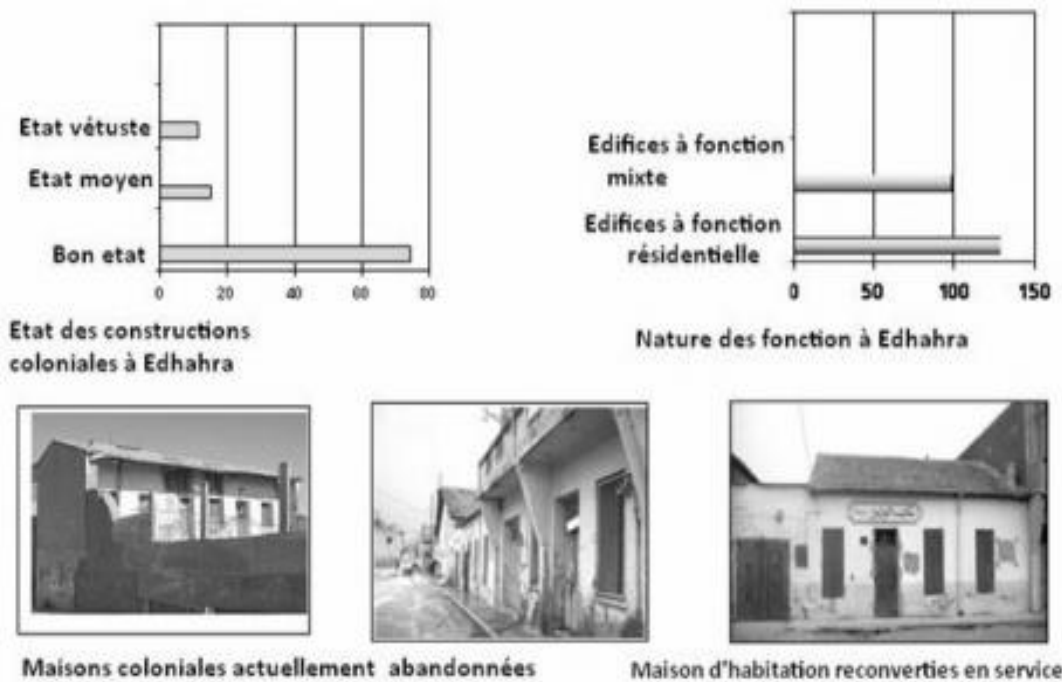 Etat vétuste
Etat moyen
Bon etat
0 20 40 60 80
Etat des constructions
coloniales à Edhahra
Edifices à fonction
mixte
Edifices à fonction
résidentielle
0 50 100 150
Nature des fonction à Edhahra
Maisons coloniales actuellement abandonnées
Maison d'habitation reconverties en service